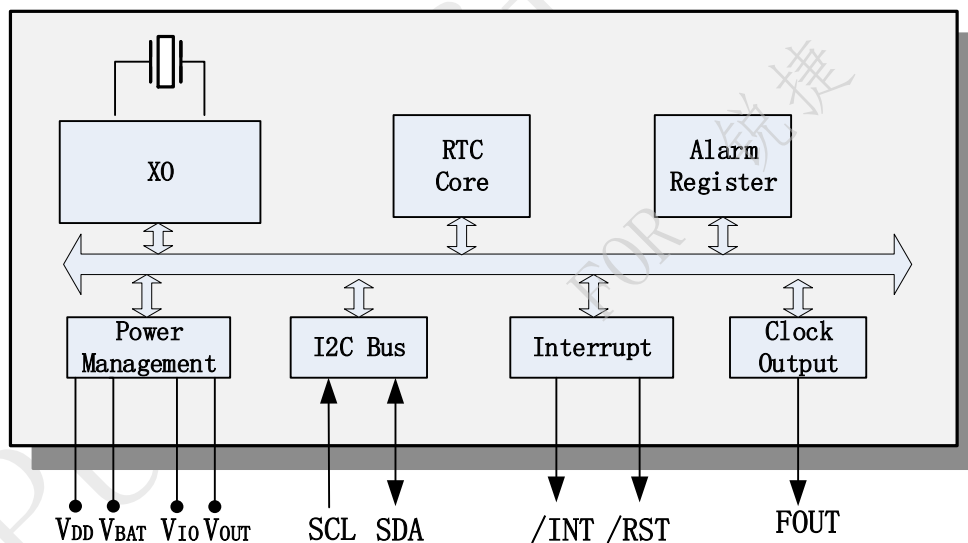 XO
RTC
Core
Alarm
Register
Power
Management
I2C Bus
Interrupt
Clock
Output
VDD VBAT VIO VOUT SCL SDA /INT /RST FOUT
FOR 锐捷